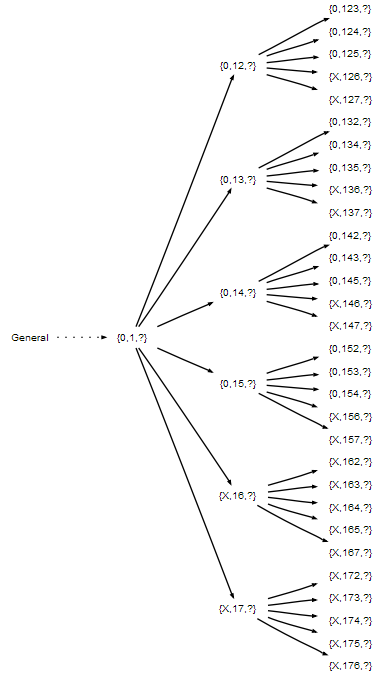 {0,123,?}
{0,124,?}
{0,125,?}
{0,12,?}
{X,126,?}
{X,127,?}
{0,132,?}
{0,134,?}
{0,135,?}
{0,13,?}
{X,136,?}
{X,137,?}
{0,142,?}
{0,143,?}
{0,145,?}
{0,14,?}
{X,146,?}
{X,147,?}
General
{0,1,?}
{0,152,?}
{0,153,?}
{0,15,?}
{0,154,?}
{X,156,?}
{X,157,?}
{X,162,?}
{X,163,?}
{X,16,?}
{X,164,?}
{X,165,?}
{X,167,?}
{X,172,?}
{X,173,?}
{X,17,?}
{X,174,?}
{X,175,?}
{X,176,?}